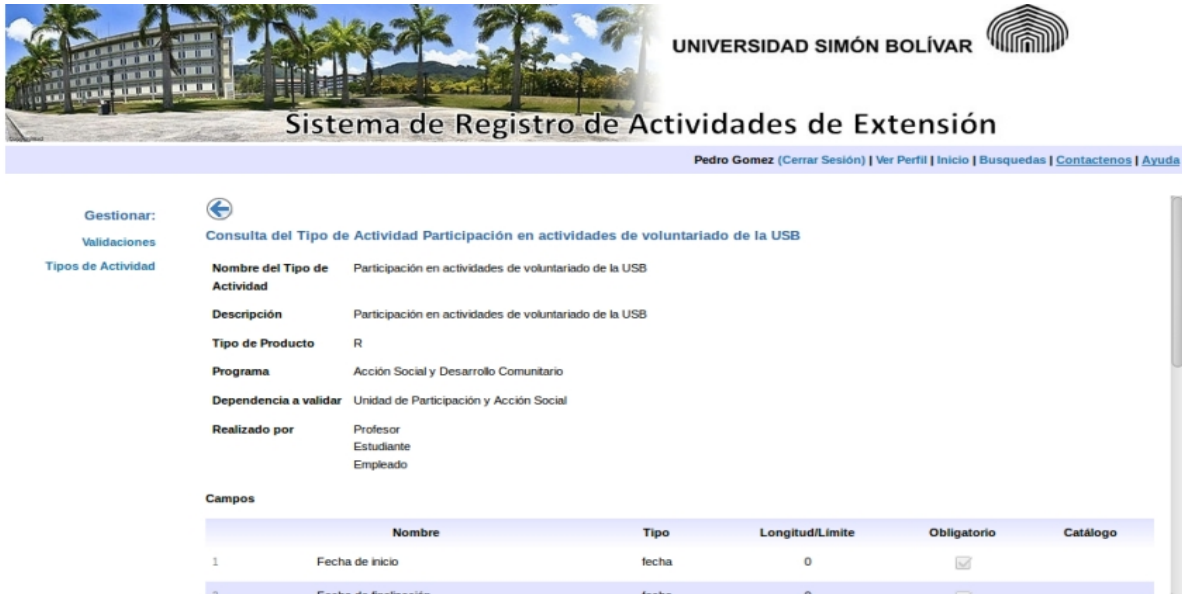 UNIVERSIDAD SIMÓN BOLÍVAR
Sistema de Registro de Actividades de Extensión
Pedro Gomez (Cerrar Sesión) | Ver Perfil | Inicio | Busquedas | Contactenos | Ayuda
Gestionar:
Validaciones
Tipos de Actividad
Consulta del Tipo de Actividad Participación en actividades de voluntariado de la USB
Nombre del Tipo de Actividad Participación en actividades de voluntariado de la USB
Descripción Participación en actividades de voluntariado de la USB
Tipo de Producto R
Programa Acción Social y Desarrollo Comunitario
Dependencia a validar Unidad de Participación y Acción Social
Realizado por Profesor
Estudiante
Empleado
Campos
Nombre Tipo Longitud/Límite Obligatorio Catálogo
1 Fecha de inicio fecha 0